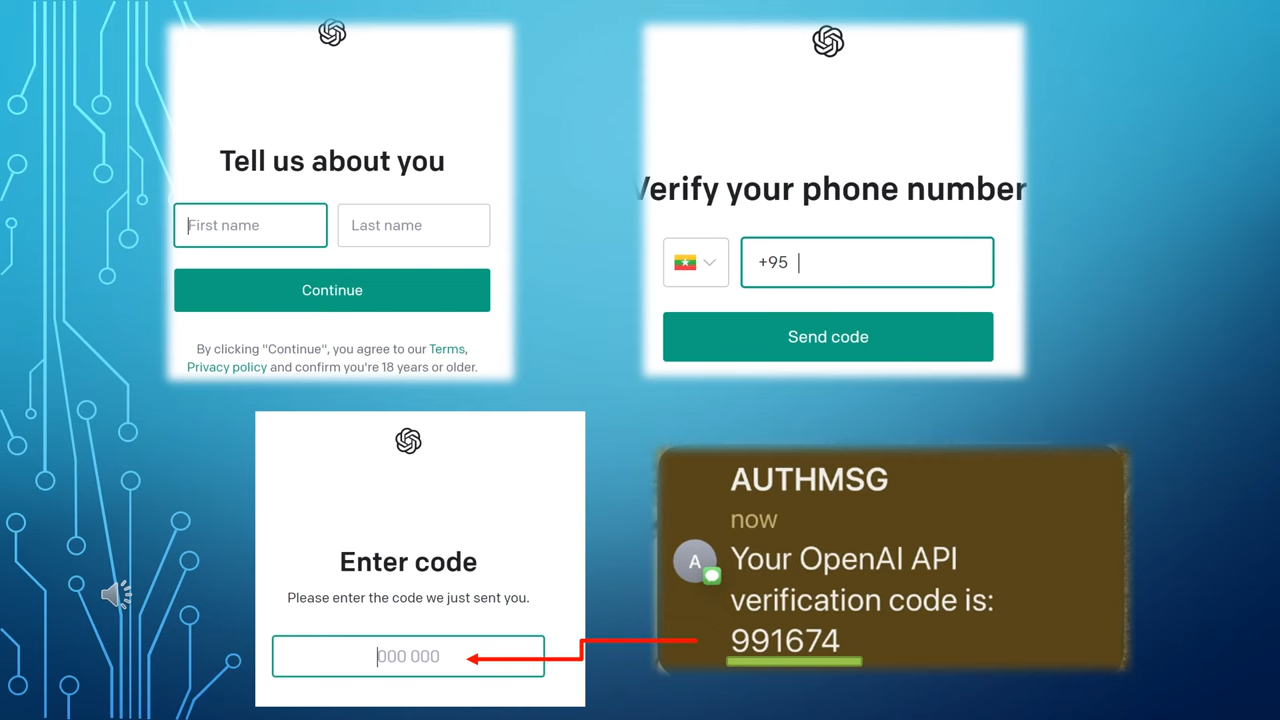 Tell us about you
First name
Last name
Continue
By clicking "Continue", you agree to our Terms,
Privacy policy and confirm you're 18 years or older.
Verify your phone number
+95
Send code
Enter code
Please enter the code we just sent you.
000 000
AUTHMSG
now
A
Your OpenAI API
verification code is:
991674